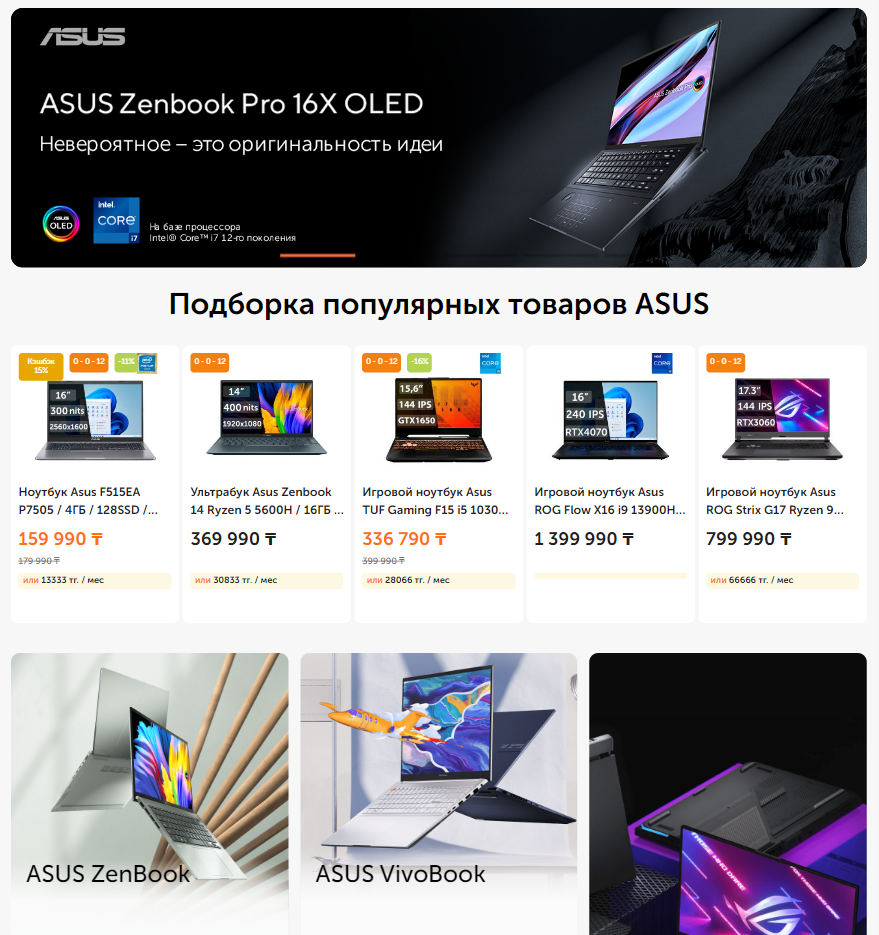 ASUS
ASUS Zenbook Pro 16X OLED
Невероятное – это оригинальность идеи
ASUS
OLED
intel.
CORE
i7
На базе процессора
Intel® Core™ i7 12-го поколения
Подборка популярных товаров ASUS
Кэшбэк
15%
0-0-12
-11%
16"
300 nits
2560x1600
Ноутбук Asus F515EA
P7505 / 4ГБ / 128SSD /...
159 990 ₸
179 990 ₸
или 13333 тг. / мес
0-0-12
14"
400 nits
1920x1080
Ультрабук Asus Zenbook
14 Ryzen 5 5600H / 16ГБ ...
369 990 ₸
или 30833 тг. / мес
0-0-12
-16%
CORE
15,6"
144 IPS
GTX1650
Игровой ноутбук Asus
TUF Gaming F15 i5 1030...
336 790 ₸
399 990 ₸
или 28066 тг. / мес
CORE
16"
240 IPS
RTX4070
Игровой ноутбук Asus
ROG Flow X16 i9 13900H...
1 399 990 ₸
0-0-12
17.3"
144 IPS
RTX3060
Игровой ноутбук Asus
ROG Strix G17 Ryzen 9...
799 990 ₸
или 66666 тг. / мес
ASUS ZenBook
ASUS VivoBook
THOSE WHO DARE